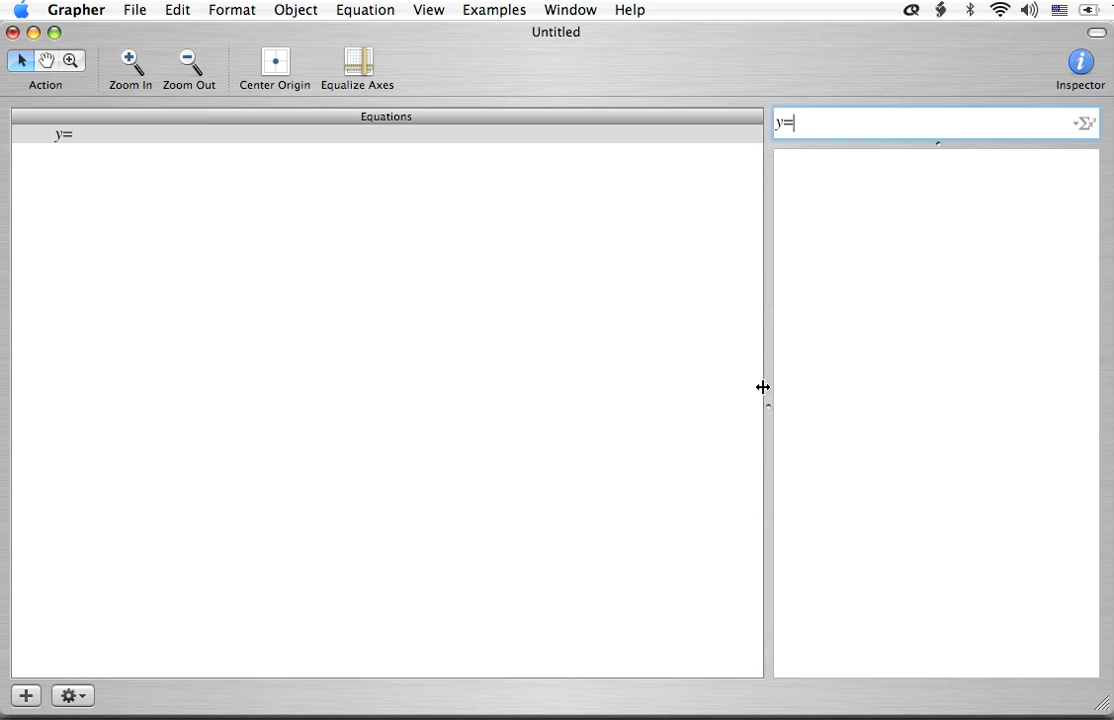 Grapher File Edit Format Object Equation View Examples Window Help
Untitled
Action Zoom In Zoom Out Center Origin Equalize Axes Inspector
Equations
y=
y=
Σx²